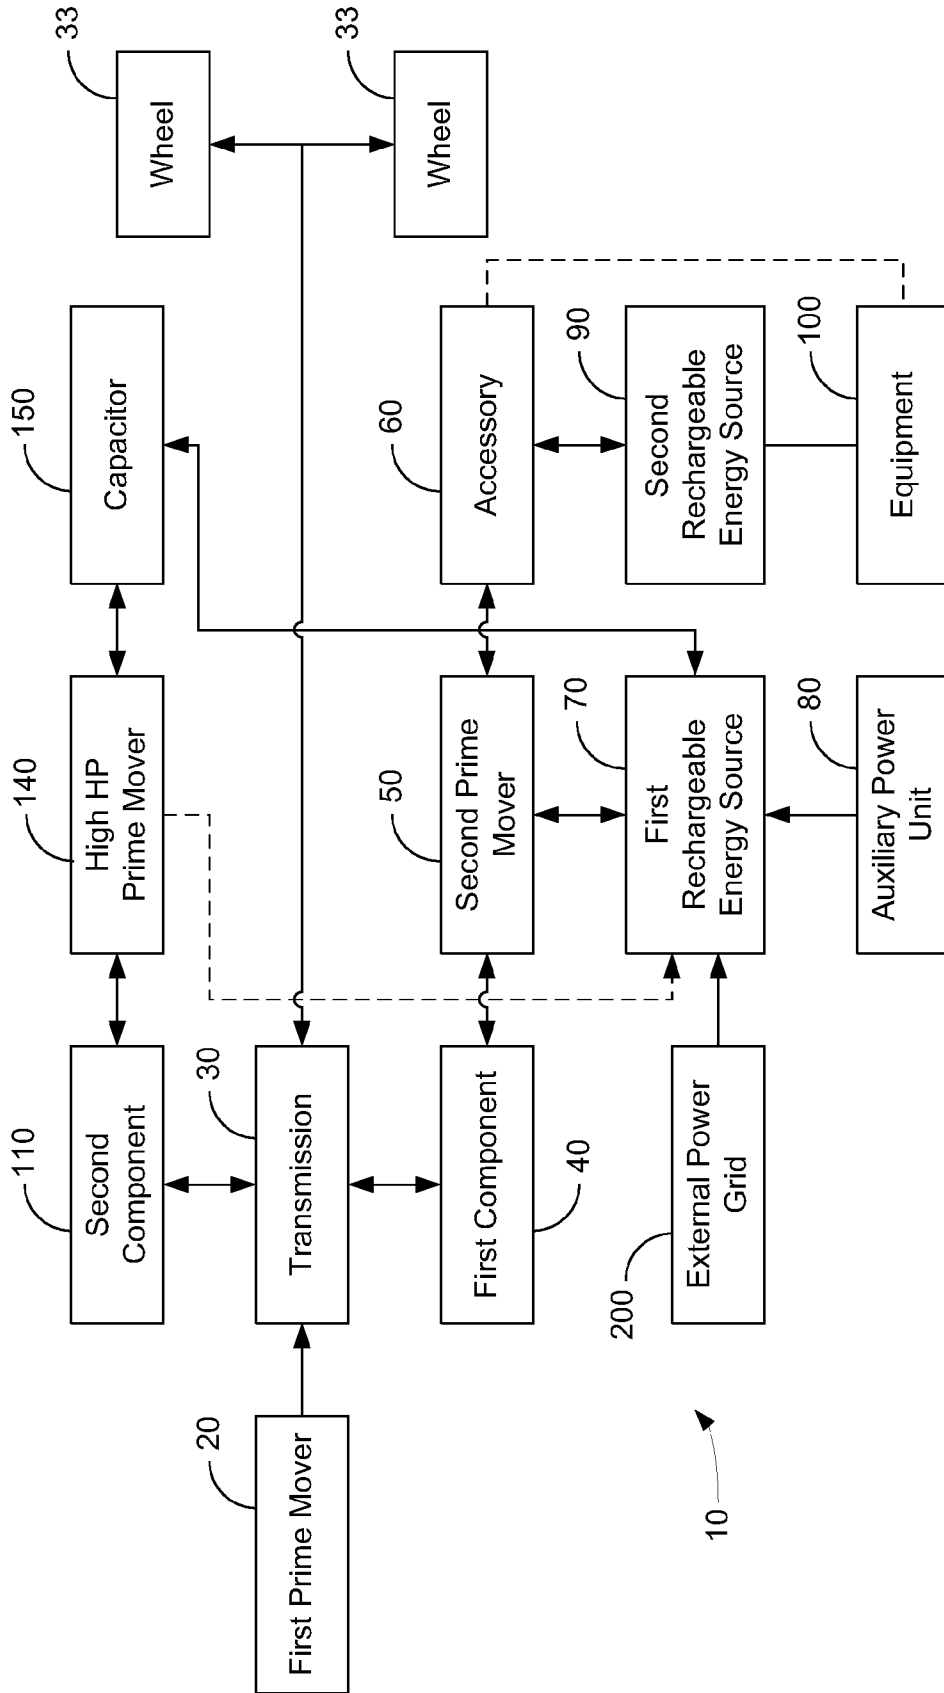 33
Wheel
33
Wheel
150
Capacitor
60
Accessory
90
Second
Rechargeable
Energy Source
100
Equipment
140
High HP
Prime Mover
50
Second Prime
Mover
70
First
Rechargeable
Energy Source
80
Auxiliary Power
Unit
110
Second
Component
30
Transmission
First Component
40
External Power
Grid
200
20
First Prime Mover
10